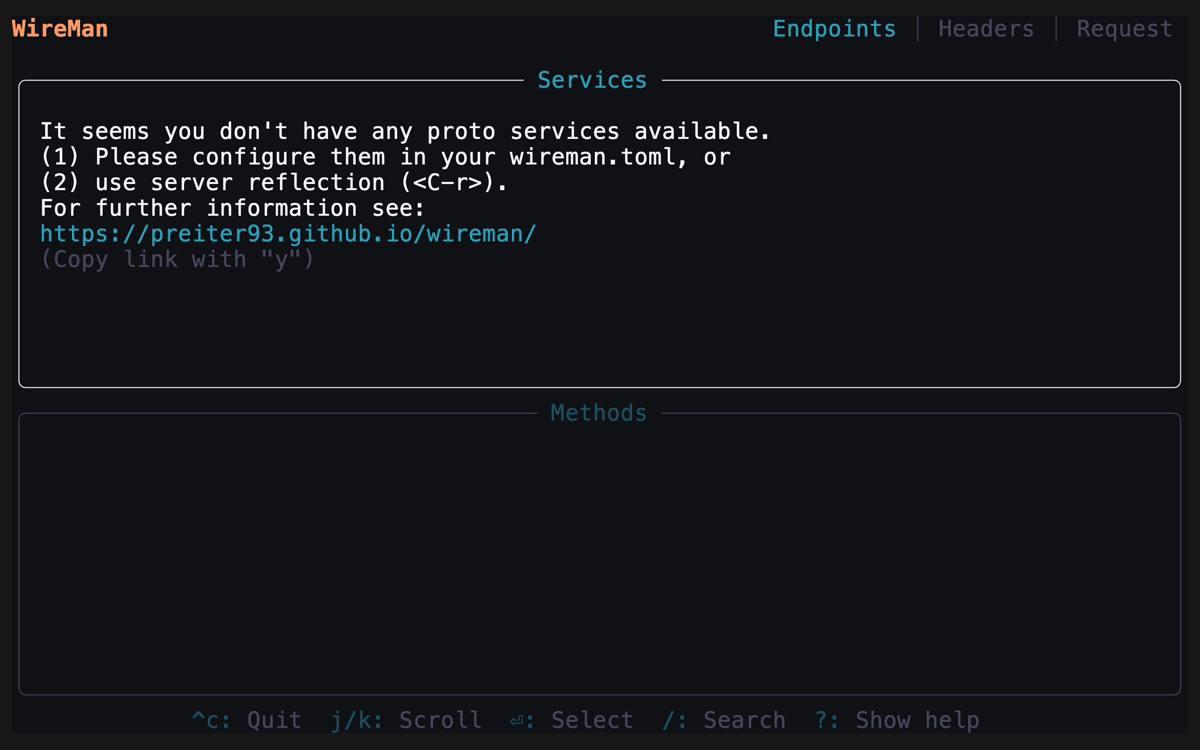 WireMan Endpoints │ Headers │ Request
Services
It seems you don't have any proto services available.
(1) Please configure them in your wireman.toml, or
(2) use server reflection (<C-r>).
For further information see:
https://preiter93.github.io/wireman/
(Copy link with "y")
Methods
^c: Quit j/k: Scroll ⏎: Select /: Search ?: Show help